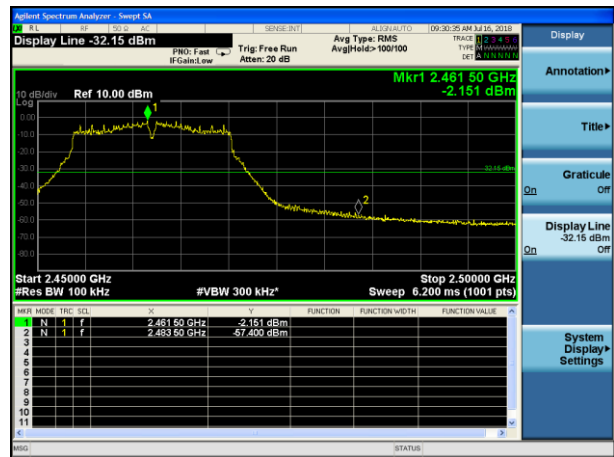 Agilent Spectrum Analyzer - Swept SA
RL RF 50 Ω AC SENSE:INT ALIGN AUTO 09:30:35 AM Jul 16, 2018
Display Line -32.15 dBm
PNO: Fast
IFGain:Low
Trig: Free Run
Atten: 20 dB
Avg Type: RMS
Avg|Hold:> 100/100
TRACE 1 2 3 4 5 6
TYPE M W W W W W
DET A N N N N N
Mkr1 2.461 50 GHz
-2.151 dBm
10 dB/div Ref 10.00 dBm
Log
0.00
-10.0
-20.0
-30.0
-40.0
-50.0
-60.0
-70.0
-80.0
1
2
-32.15 dBm
Start 2.45000 GHz
Stop 2.50000 GHz
#Res BW 100 kHz #VBW 300 kHz* Sweep 6.200 ms (1001 pts)
MKR MODE TRC SCL X Y FUNCTION FUNCTION WIDTH FUNCTION VALUE
1 N 1 f 2.461 50 GHz -2.151 dBm
2 N 1 f 2.483 50 GHz -57.400 dBm
3
4
5
6
7
8
9
10
11
MSG STATUS
Display
Annotation
Title
Graticule
On Off
Display Line
-32.15 dBm
On Off
System
Display
Settings